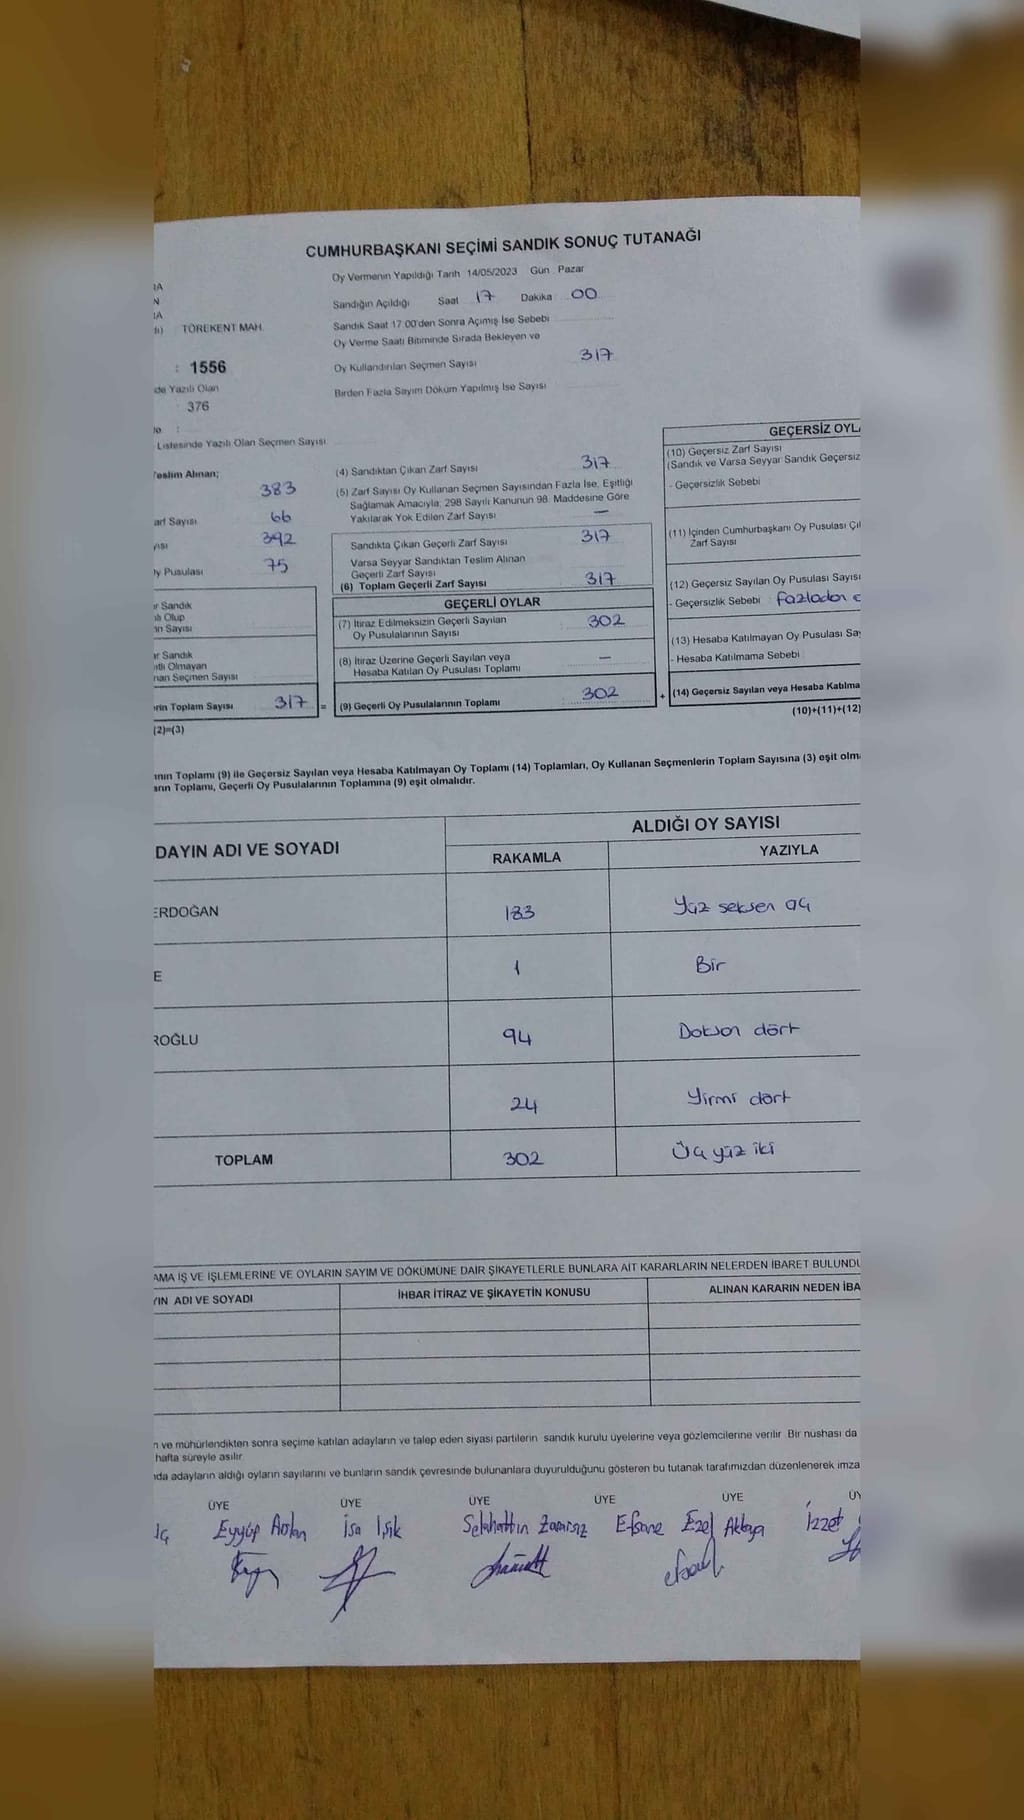 CUMHURBAŞKANI SEÇİMİ SANDIK SONUÇ TUTANAĞI
Oy Vermenin Yapıldığı Tarih 14/05/2023 Gün Pazar
Sandığın Açıldığı Saat 17 Dakika 00
TÖREKENT MAH.
Sandık Saat 17.00'den Sonra Açımış İse Sebebi
Oy Verme Saati Bitiminde Sırada Bekleyen ve
: 1556
Oy Kullandırılan Seçmen Sayısı 317
de Yazılı Olan
: 376
Birden Fazla Sayım Döküm Yapılmış İse Sayısı
Listesinde Yazılı Olan Seçmen Sayısı
Teslim Alınan;
383
arf Sayısı 66
392
y Pusulası 75
r Sandık
lı Olup
n Sayısı
r Sandık
ıtlı Olmayan
nan Seçmen Sayısı
rin Toplam Sayısı 317 =
(2)=(3)
(4) Sandıktan Çıkan Zarf Sayısı 317
(5) Zarf Sayısı Oy Kullanan Seçmen Sayısından Fazla İse, Eşitliği
Sağlamak Amacıyla, 298 Sayılı Kanunun 98. Maddesine Göre
Yakılarak Yok Edilen Zarf Sayısı —
Sandıkta Çıkan Geçerli Zarf Sayısı 317
Varsa Seyyar Sandıktan Teslim Alınan
Geçerli Zarf Sayısı
(6) Toplam Geçerli Zarf Sayısı 317
GEÇERLİ OYLAR
(7) İtiraz Edilmeksizin Geçerli Sayılan
Oy Pusulalarının Sayısı 302
(8) İtiraz Üzerine Geçerli Sayılan veya
Hesaba Katılan Oy Pusulası Toplamı —
(9) Geçerli Oy Pusulalarının Toplamı 302 +
GEÇERSİZ OYL
(10) Geçersiz Zarf Sayısı
(Sandık ve Varsa Seyyar Sandık Geçersiz
- Geçersizlik Sebebi
(11) İçinden Cumhurbaşkanı Oy Pusulası Çı
Zarf Sayısı
(12) Geçersiz Sayılan Oy Pusulası Sayısı
- Geçersizlik Sebebi Fazladan
(13) Hesaba Katılmayan Oy Pusulası Sa
- Hesaba Katılmama Sebebi
(14) Geçersiz Sayılan veya Hesaba Katılma
(10)+(11)+(12)
nın Toplamı (9) ile Geçersiz Sayılan veya Hesaba Katılmayan Oy Toplamı (14) Toplamları, Oy Kullanan Seçmenlerin Toplam Sayısına (3) eşit olm
arın Toplamı, Geçerli Oy Pusulalarının Toplamına (9) eşit olmalıdır.
DAYIN ADI VE SOYADI
ALDIĞI OY SAYISI
RAKAMLA YAZIYLA
ERDOĞAN 183 Yüz seksen üç
E 1 Bir
ROĞLU 94 Doksan dört
24 Yirmi dört
TOPLAM 302 Üç yüz iki
AMA İŞ VE İŞLEMLERİNE VE OYLARIN SAYIM VE DÖKÜMÜNE DAİR ŞİKAYETLERLE BUNLARA AİT KARARLARIN NELERDEN İBARET BULUNDU
YIN ADI VE SOYADI İHBAR İTİRAZ VE ŞİKAYETİN KONUSU ALINAN KARARIN NEDEN İBA
n ve mühürlendikten sonra seçime katılan adayların ve talep eden siyasi partilerin sandık kurulu üyelerine veya gözlemcilerine verilir. Bir nüshası da
hafta süreyle asılır.
nda adayların aldığı oyların sayılarını ve bunların sandık çevresinde bulunanlara duyurulduğunu gösteren bu tutanak tarafımızdan düzenlenerek imza
ÜYE ÜYE ÜYE ÜYE ÜYE
Eyyüp Arslan İsa Işık Selahattin Zararsız Efsane Ezel Akkaya İzzet